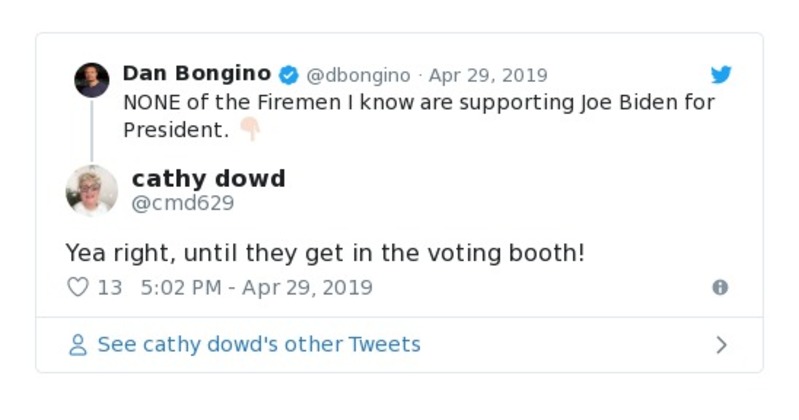 Dan Bongino @dbongino · Apr 29, 2019
NONE of the Firemen I know are supporting Joe Biden for
President. 👇🏻
cathy dowd
@cmd629
Yea right, until they get in the voting booth!
13 5:02 PM - Apr 29, 2019
See cathy dowd's other Tweets